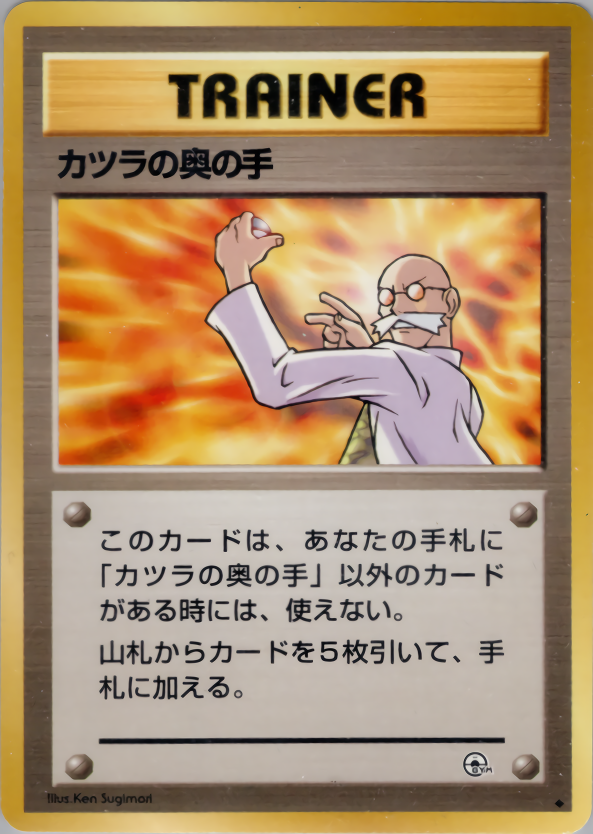 TRAINER
カツラの奥の手
このカードは、あなたの手札に
「カツラの奥の手」以外のカード
がある時には、使えない。
山札からカードを5枚引いて、手
札に加える。
GYM
Illus.Ken Sugimori